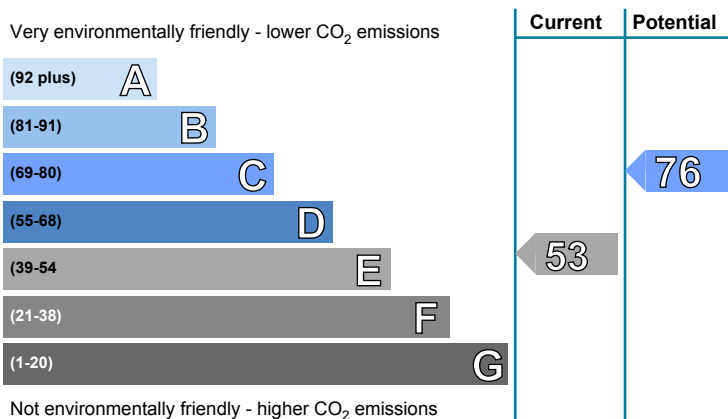 Very environmentally friendly - lower CO2 emissions
Current
Potential
(92 plus) A
(81-91) B
(69-80) C
76
(55-68) D
(39-54 E
53
(21-38) F
(1-20) G
Not environmentally friendly - higher CO2 emissions